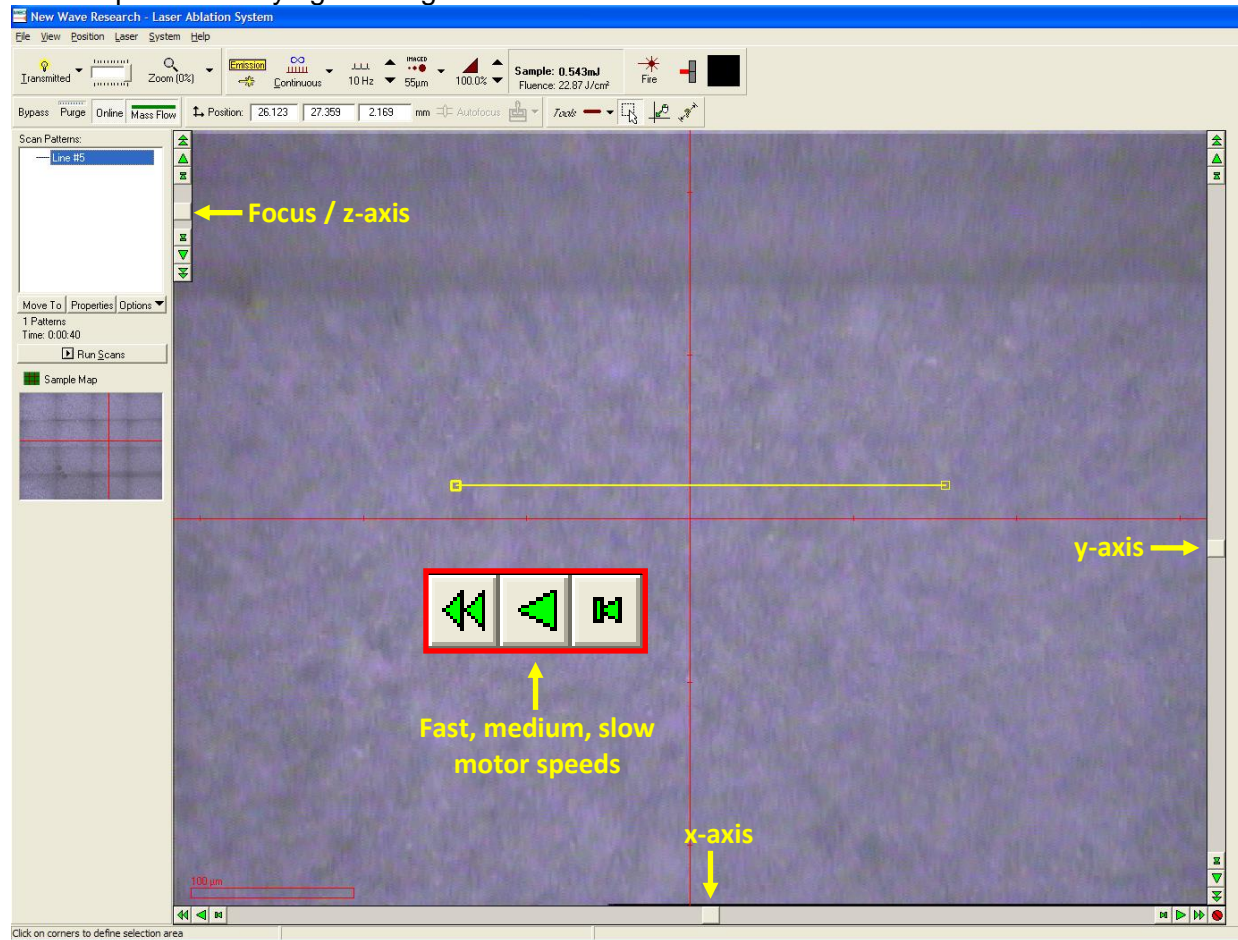 New Wave Research - Laser Ablation System
File View Position Laser System Help
Transmitted Zoom (0%) Emission Continuous 10 Hz IMAGED 55µm 100.0% Sample: 0.543mJ Fluence: 22.87 J/cm² Fire
Bypass Purge Online Mass Flow Position: 26.123 27.359 2.169 mm Autofocus Tools
Scan Patterns:
Line #5
Focus / z-axis
Move To Properties Options
1 Patterns
Time: 0:00:40
Run Scans
Sample Map
y-axis
Fast, medium, slow
motor speeds
x-axis
100 µm
Click on corners to define selection area